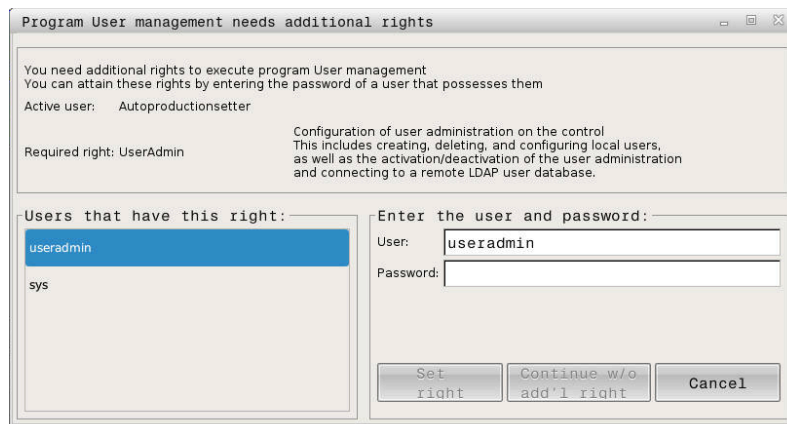 Program User management needs additional rights
You need additional rights to execute program User management
You can attain these rights by entering the password of a user that possesses them
Active user: Autoproductionsetter
Required right: UserAdmin
Configuration of user administration on the control
This includes creating, deleting, and configuring local users,
as well as the activation/deactivation of the user administration
and connecting to a remote LDAP user database.
Users that have this right:
useradmin
sys
Enter the user and password:
User: useradmin
Password:
Set
right
Continue w/o
add'l right
Cancel